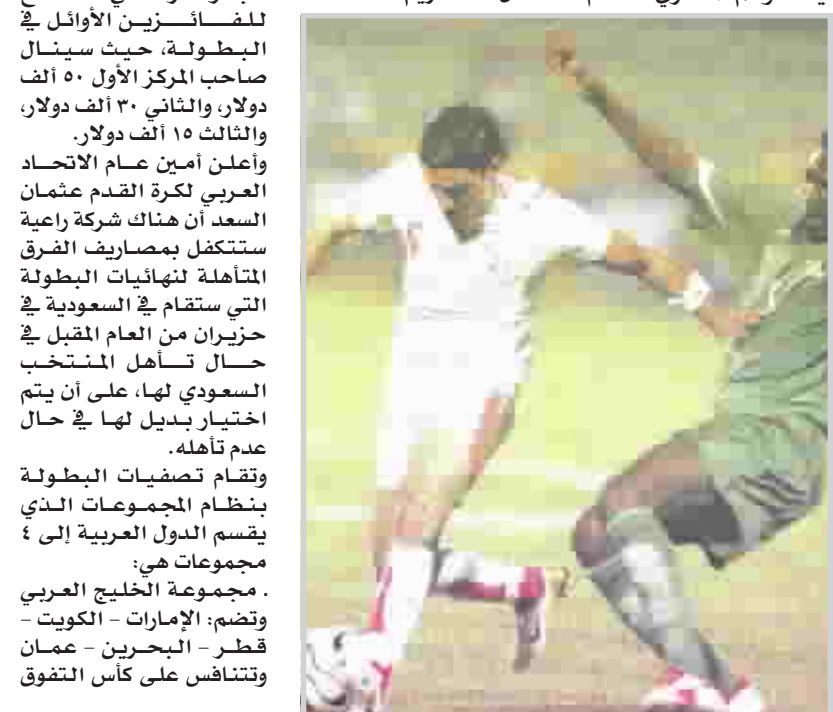 للفائزين الأوائل في
البطولة، حيث سينال
صاحب المركز الأول ٥٠ ألف
دولار، والثاني ٣٠ ألف دولار،
والثالث ١٥ ألف دولار.
وأعلن أمين عام الاتحاد
العربي لكرة القدم عثمان
السعد أن هناك شركة راعية
ستتكفل بمصاريف الفرق
المتأهلة لنهائيات البطولة
التي ستقام في السعودية في
حزيران من العام المقبل في
حال تأهل المنتخب
السعودي لها، على أن يتم
اختيار بديل لها في حال
عدم تأهله.
وتقام تصفيات البطولة
بنظام المجموعات الذي
يقسم الدول العربية إلى ٤
مجموعات هي:
. مجموعة الخليج العربي
وتضم: الإمارات - الكويت -
قطر - البحرين - عمان
وتتنافس على كأس التفوق